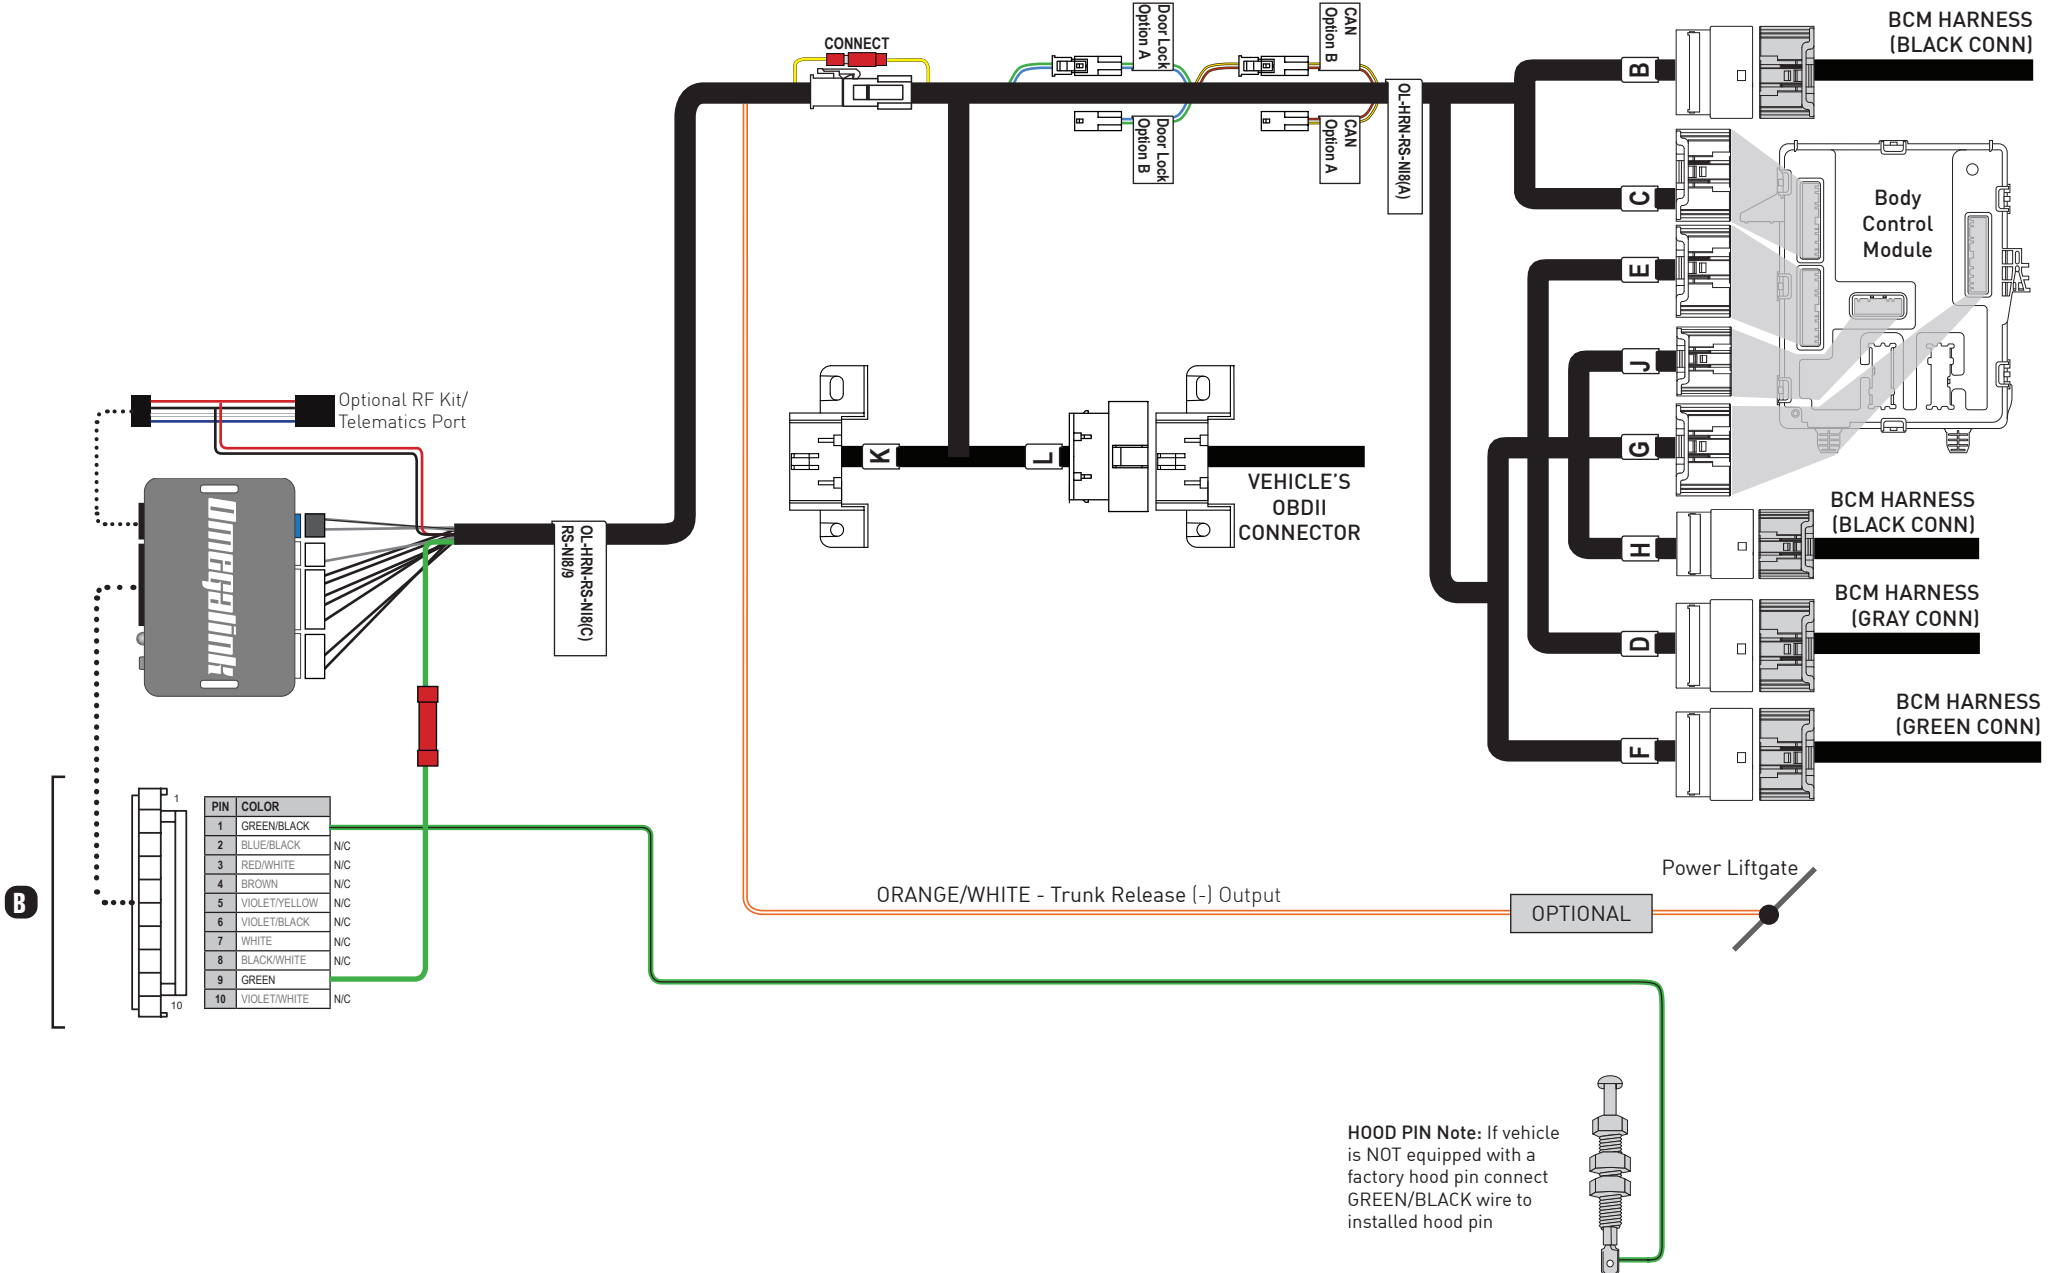 CONNECT
Door Lock
Option A
CAN
Option B
Door Lock
Option B
CAN
Option A
OL-HRN-RS-NI8(A)
BCM HARNESS
(BLACK CONN)
B
C
E
J
G
H
D
F
Body
Control
Module
BCM HARNESS
(BLACK CONN)
BCM HARNESS
(GRAY CONN)
BCM HARNESS
(GREEN CONN)
Optional RF Kit/
Telematics Port
Omegalink
OL-HRN-RS-NI8(C)
RS-NI8/9
K
L
VEHICLE'S
OBDII
CONNECTOR
B
1
10
PIN COLOR
1 GREEN/BLACK
2 BLUE/BLACK N/C
3 RED/WHITE N/C
4 BROWN N/C
5 VIOLET/YELLOW N/C
6 VIOLET/BLACK N/C
7 WHITE N/C
8 BLACK/WHITE N/C
9 GREEN
10 VIOLET/WHITE N/C
ORANGE/WHITE - Trunk Release (-) Output
OPTIONAL
Power Liftgate
HOOD PIN Note: If vehicle
is NOT equipped with a
factory hood pin connect
GREEN/BLACK wire to
installed hood pin